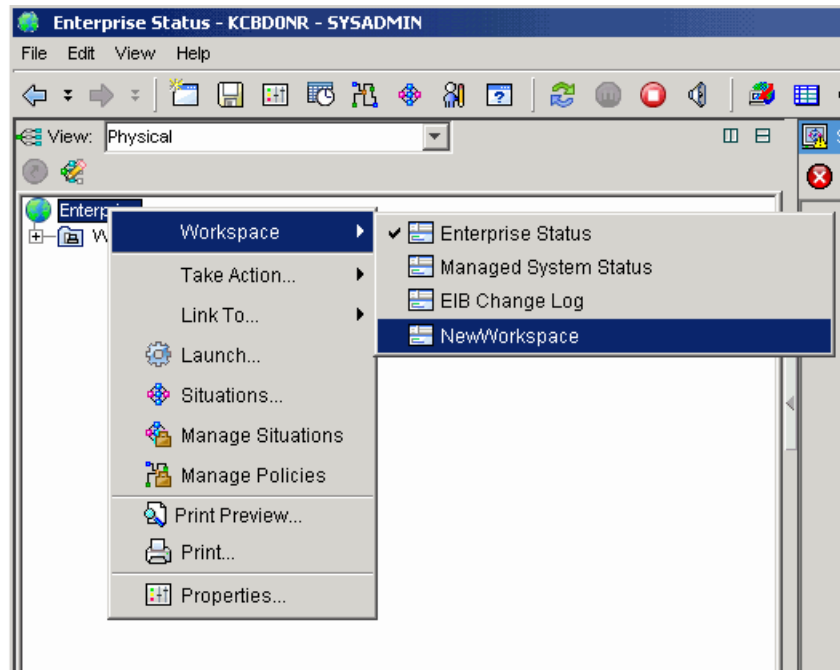 Enterprise Status - KCBD0NR - SYSADMIN
File Edit View Help
View: Physical
Workspace
Enterprise Status
Take Action...
Managed System Status
Link To...
EIB Change Log
Launch...
NewWorkspace
Situations...
Manage Situations
Manage Policies
Print Preview...
Print...
Properties...